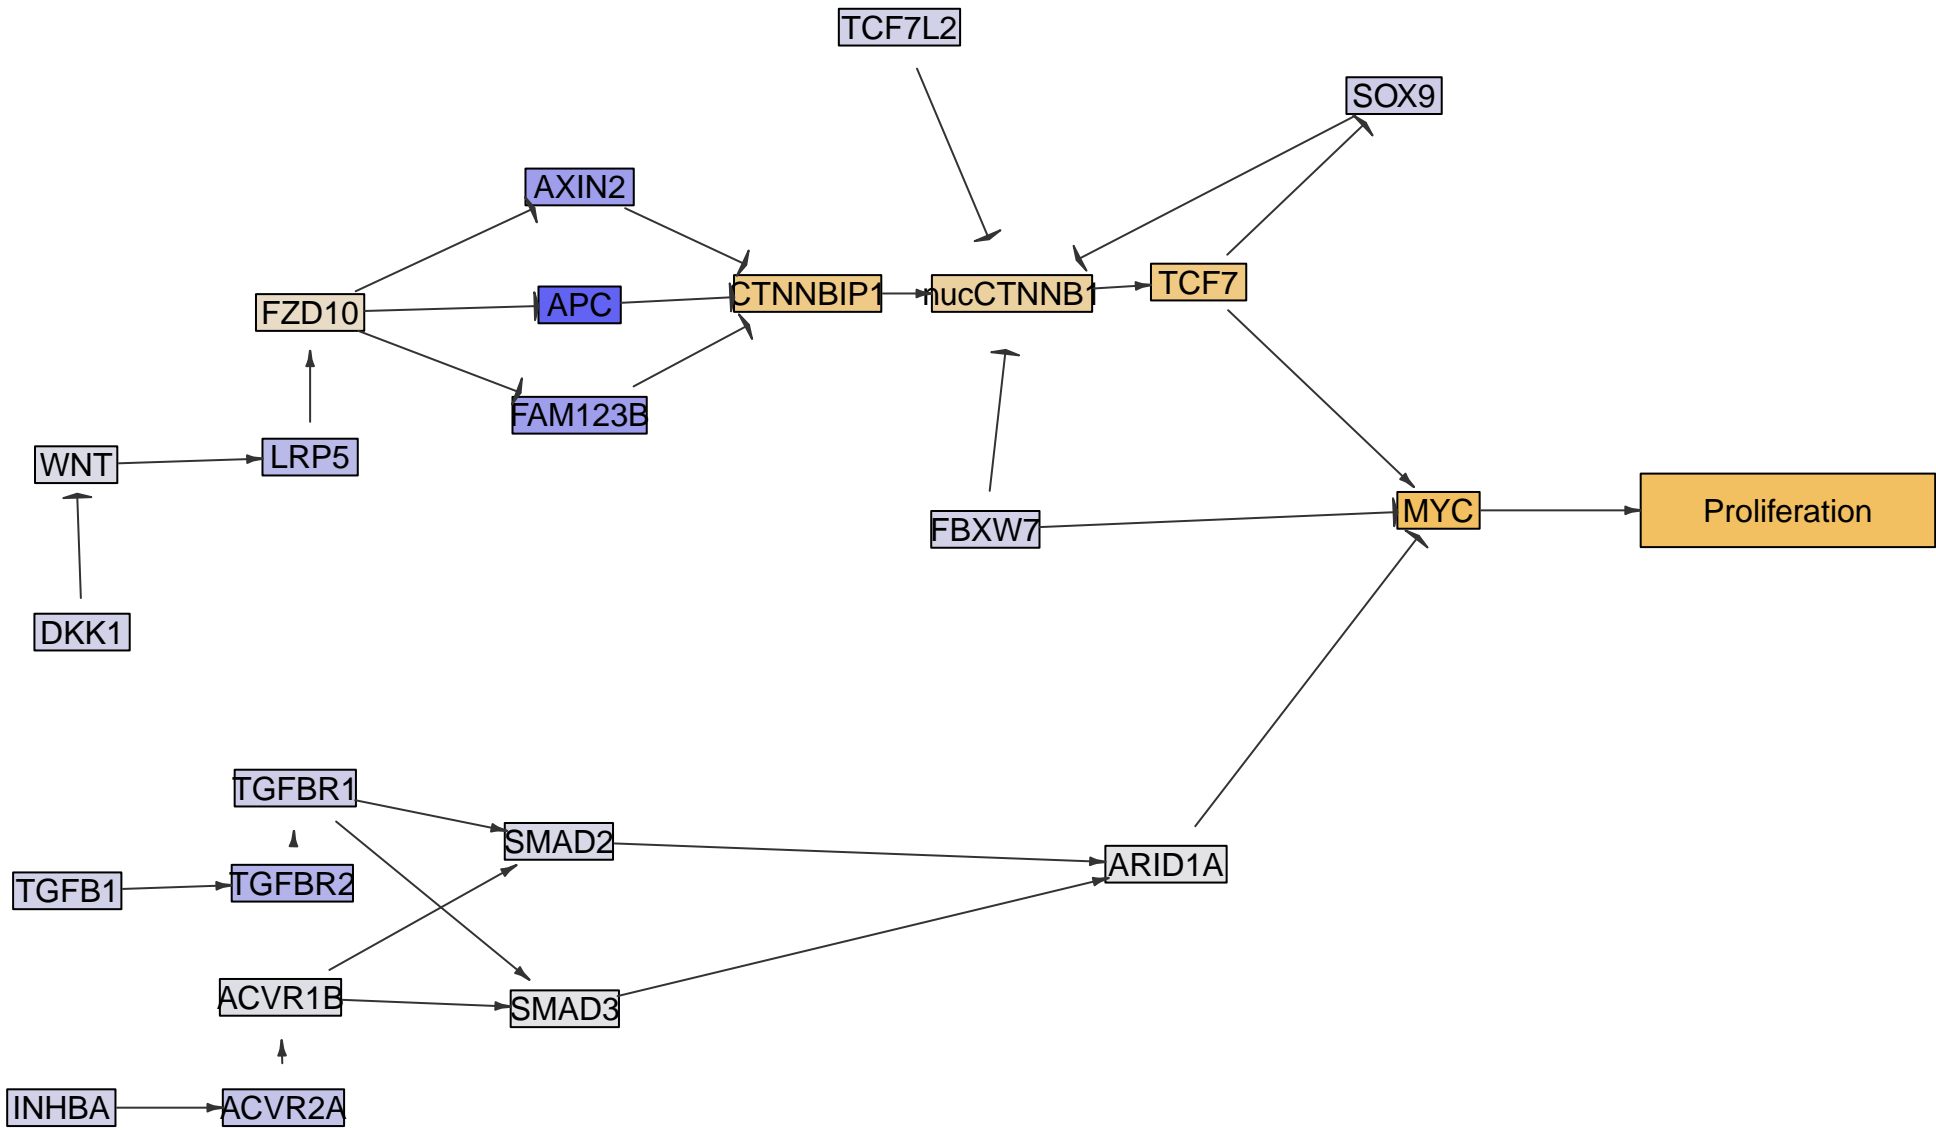 TCF7L2
SOX9
AXIN2
FZD10
APC
CTNNBIP1
nucCTNNB1
TCF7
FAM123B
WNT
LRP5
FBXW7
MYC
Proliferation
DKK1
TGFBR1
SMAD2
ARID1A
TGFB1
TGFBR2
ACVR1B
SMAD3
INHBA
ACVR2A